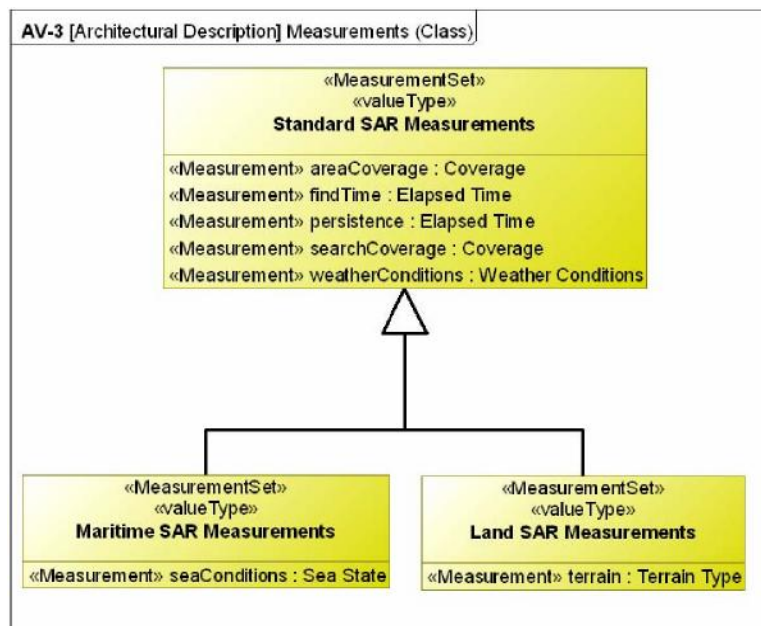 AV-3 [Architectural Description] Measurements (Class)
«MeasurementSet»
«valueType»
Standard SAR Measurements
«Measurement» areaCoverage : Coverage
«Measurement» findTime : Elapsed Time
«Measurement» persistence : Elapsed Time
«Measurement» searchCoverage : Coverage
«Measurement» weatherConditions : Weather Conditions
«MeasurementSet»
«valueType»
Maritime SAR Measurements
«Measurement» seaConditions : Sea State
«MeasurementSet»
«valueType»
Land SAR Measurements
«Measurement» terrain : Terrain Type